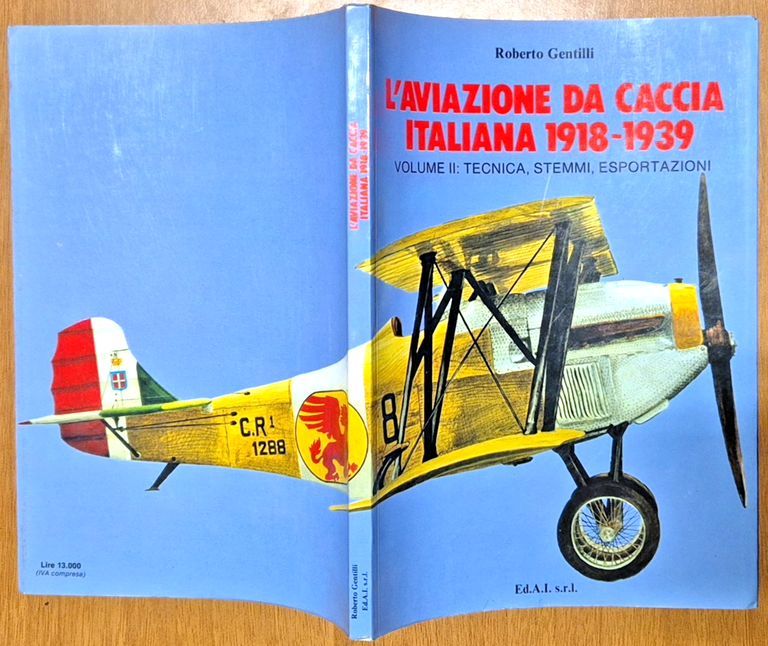 Roberto Gentilli
L'AVIAZIONE DA CACCIA
ITALIANA 1918-1939
VOLUME II: TECNICA, STEMMI, ESPORTAZIONI
8
Ed.A.I. s.r.l.
L'AVIAZIONE DA CACCIA
ITALIANA 1918-1939
Roberto Gentilli
Ed.A.I. s.r.l.
C.R1
1288
Lire 13.000
(IVA compresa)